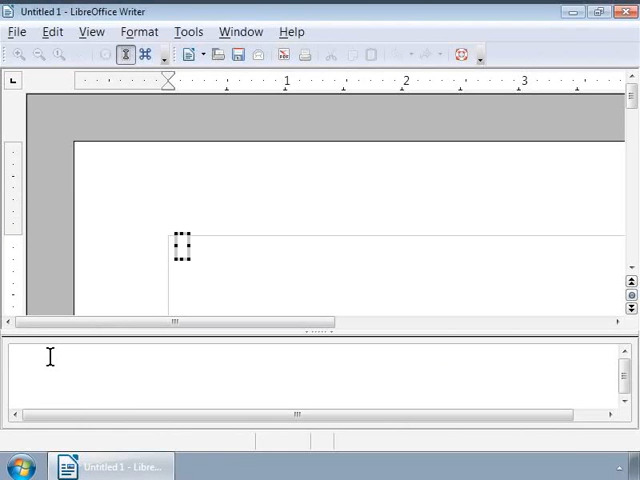 Untitled 1 - LibreOffice Writer
File Edit View Format Tools Window Help
1 2 3
Untitled 1 - Libre...